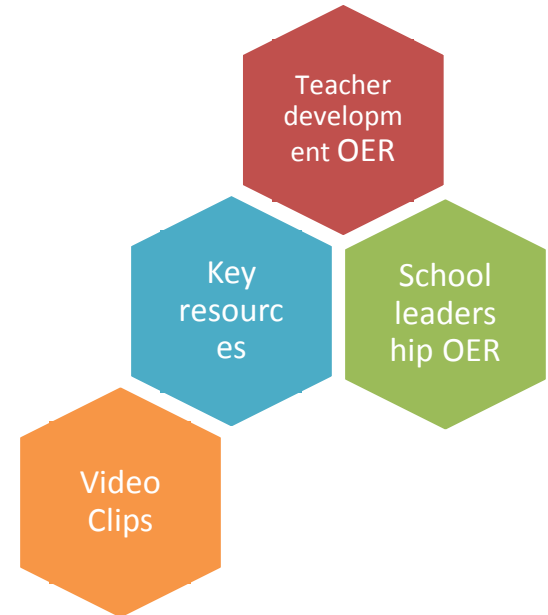 Teacher
developm
ent OER
Key
resourc
es
School
leaders
hip OER
Video
Clips